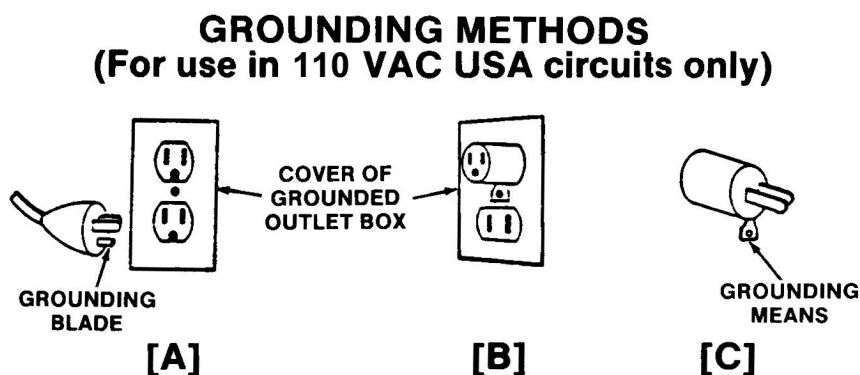 GROUNDING METHODS
(For use in 110 VAC USA circuits only)
COVER OF
GROUNDED
OUTLET BOX
GROUNDING
BLADE
GROUNDING
MEANS
[A]
[B]
[C]